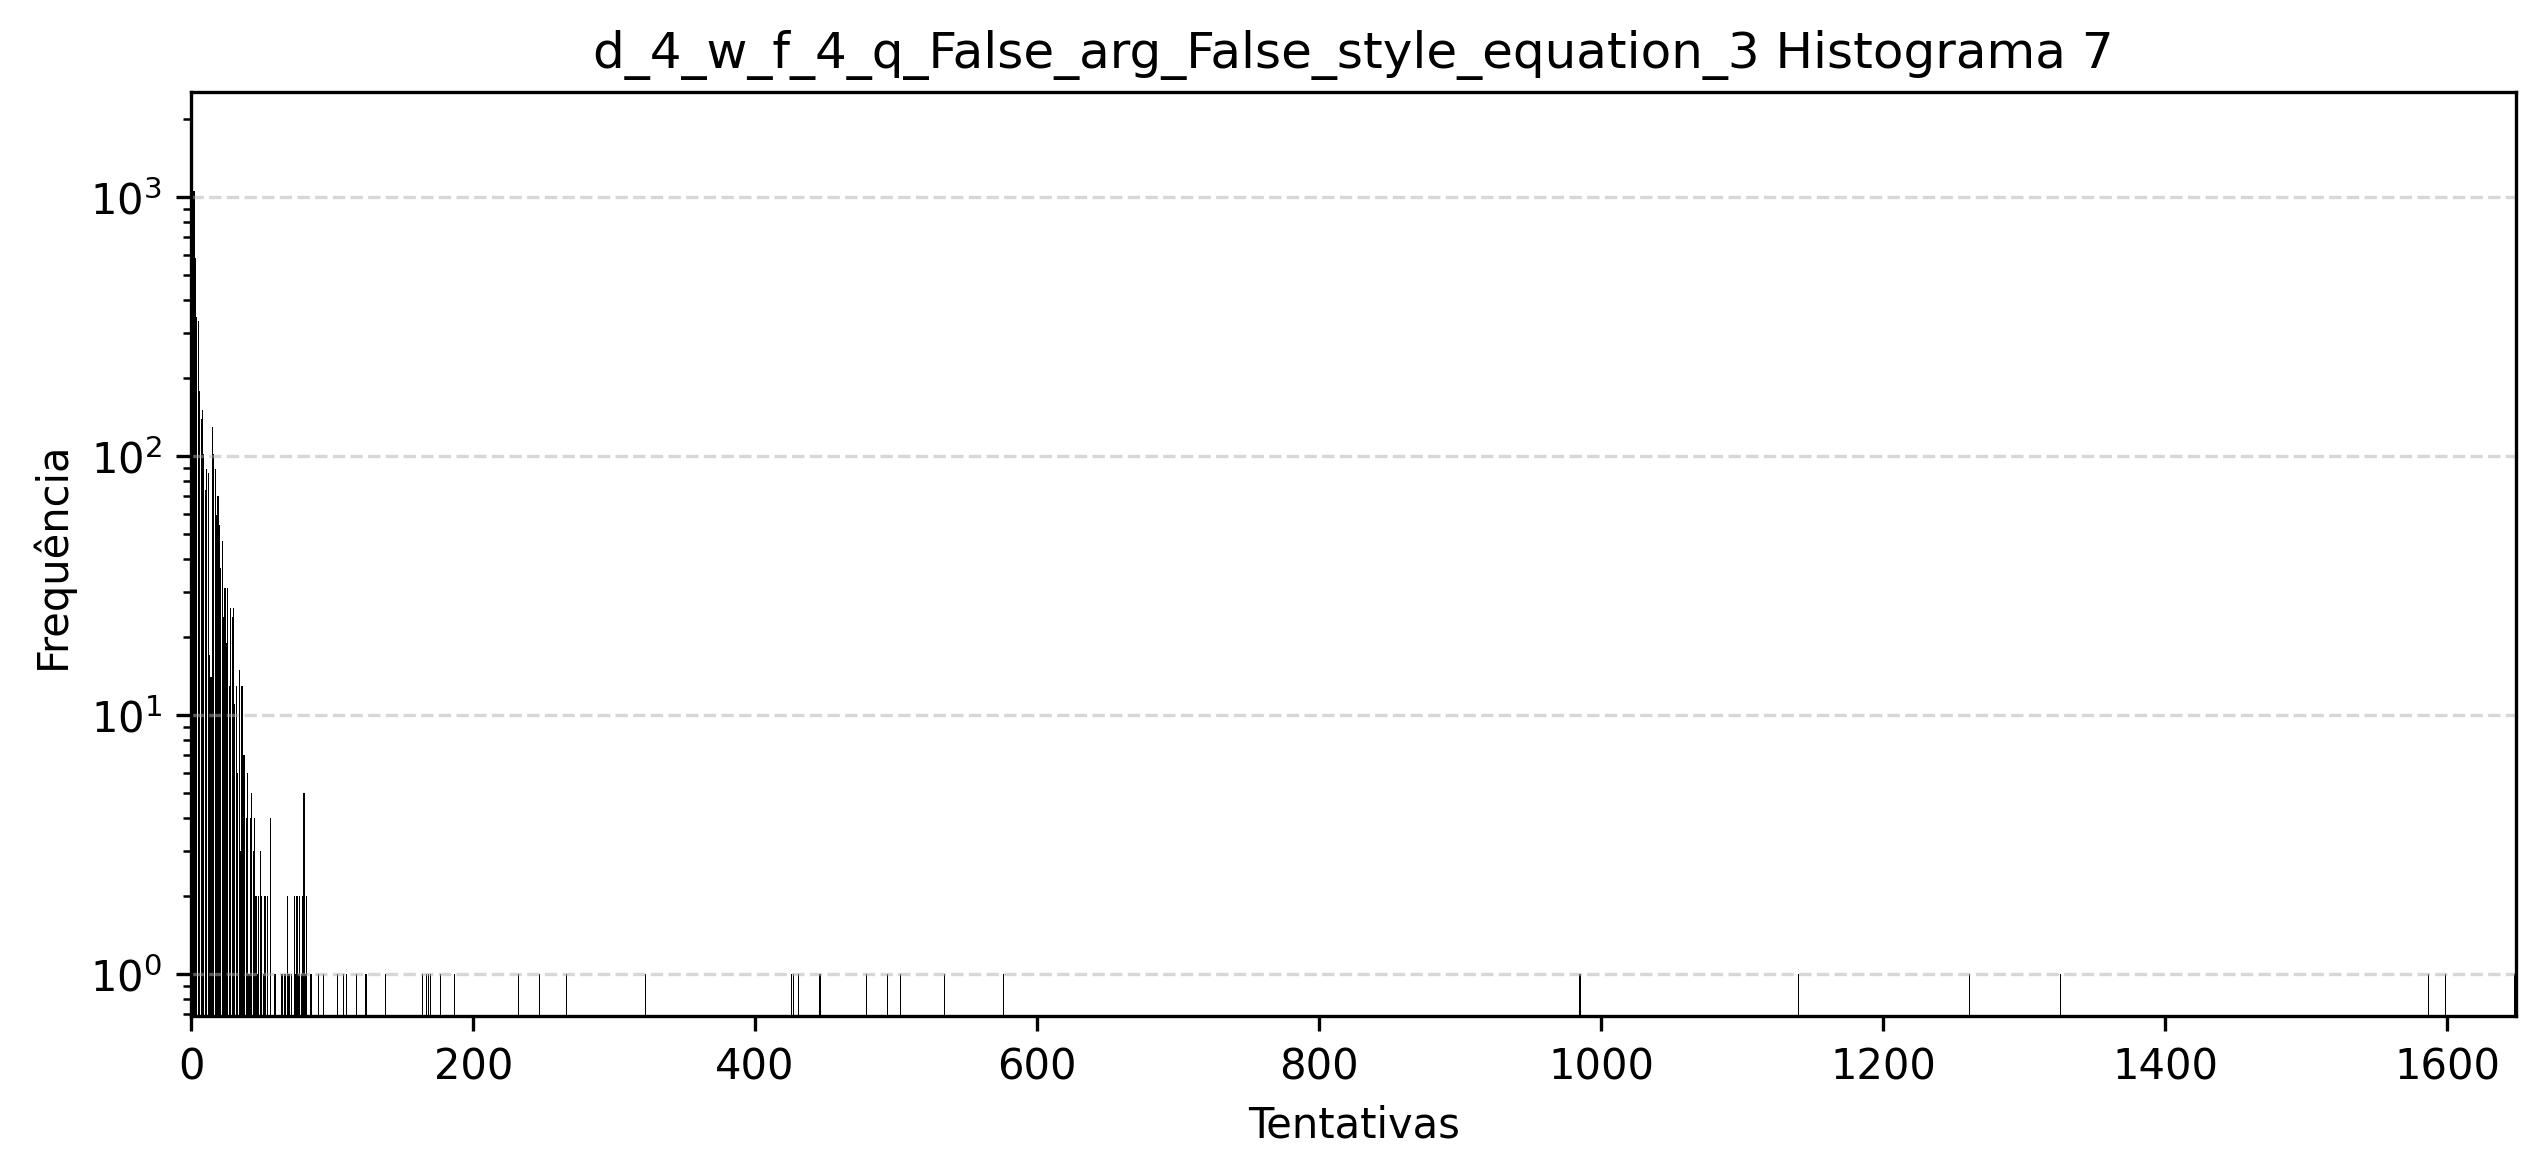 d_4_w_f_4_q_False_arg_False_style_equation_3 Histograma 7
Frequência
10³
10²
10¹
10⁰
0 200 400 600 800 1000 1200 1400 1600
Tentativas